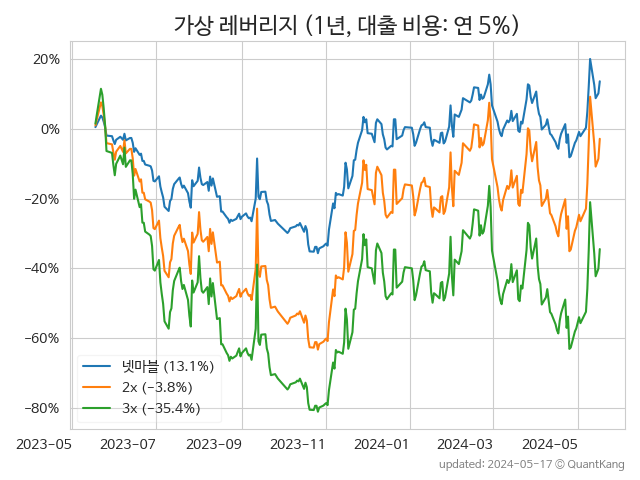 가상 레버리지 (1년, 대출 비용: 연 5%)
20%
0%
−20%
−40%
−60%
−80%
넷마블 (13.1%)
2x (−3.8%)
3x (−35.4%)
2023-05
2023-07
2023-09
2023-11
2024-01
2024-03
2024-05
updated: 2024-05-17 © QuantKang